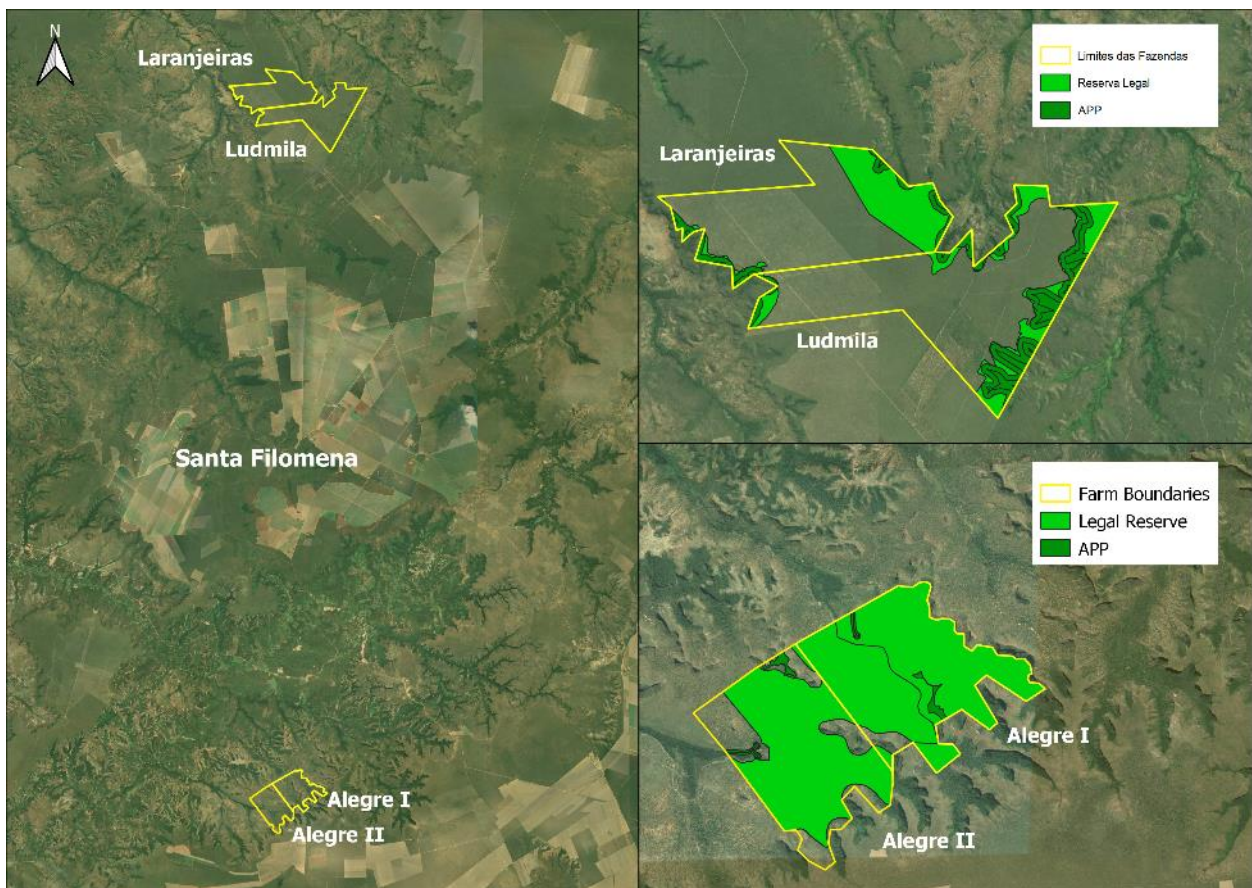 N
Laranjeiras
Ludmila
Santa Filomena
Alegre I
Alegre II
Limites das Fazendas
Reserva Legal
APP
Laranjeiras
Ludmila
Farm Boundaries
Legal Reserve
APP
Alegre I
Alegre II